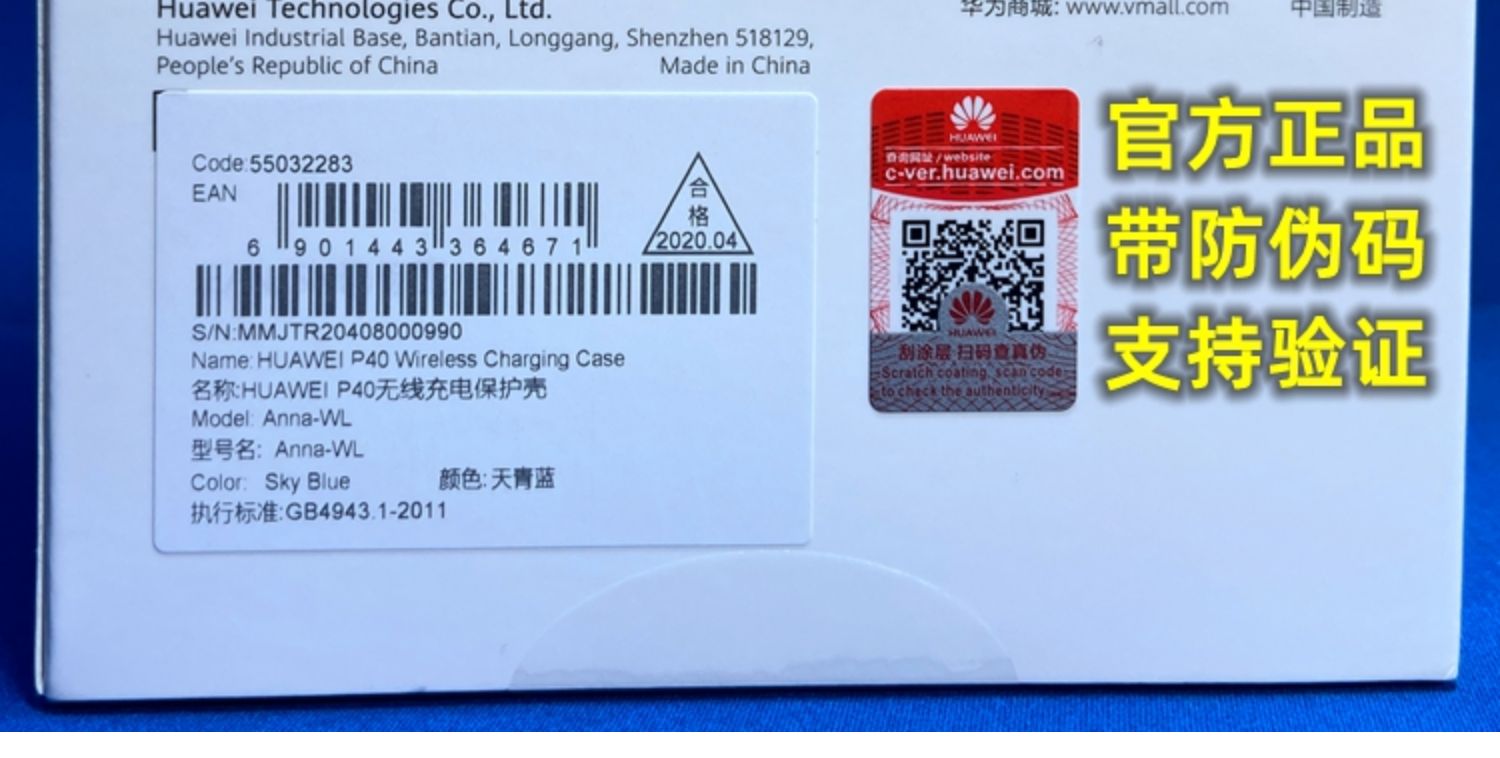 Huawei Technologies Co., Ltd.
华为商城: www.vmall.com
中国制造
Huawei Industrial Base, Bantian, Longgang, Shenzhen 518129,
People's Republic of China
Made in China
Code:55032283
EAN
6 901443 364671
合
格
2020.04
S/N:MMJTR20408000990
Name:HUAWEI P40 Wireless Charging Case
名称:HUAWEI P40无线充电保护壳
Model: Anna-WL
型号名: Anna-WL
Color: Sky Blue
颜色:天青蓝
执行标准:GB4943.1-2011
HUAWEI
查询网址 / website
c-ver.huawei.com
HUAWEI
刮涂层 扫码查真伪
Scratch coating, scan code
to check the authenticity
官方正品
带防伪码
支持验证